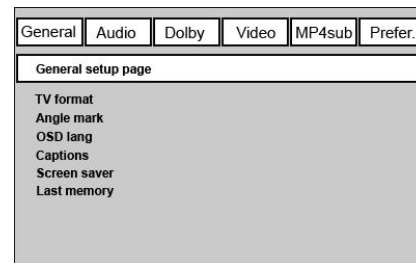 General Audio Dolby Video MP4sub Prefer.
General setup page
TV format
Angle mark
OSD lang
Captions
Screen saver
Last memory